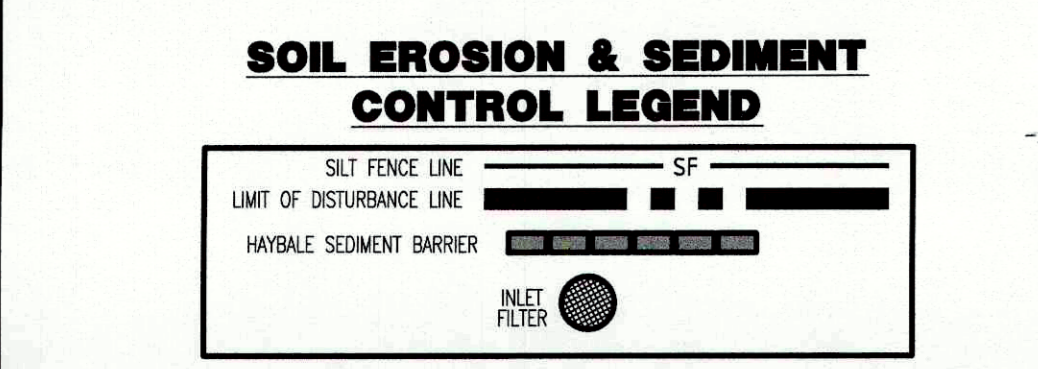 SOIL EROSION & SEDIMENT
CONTROL LEGEND
SILT FENCE LINE SF
LIMIT OF DISTURBANCE LINE
HAYBALE SEDIMENT BARRIER
INLET
FILTER